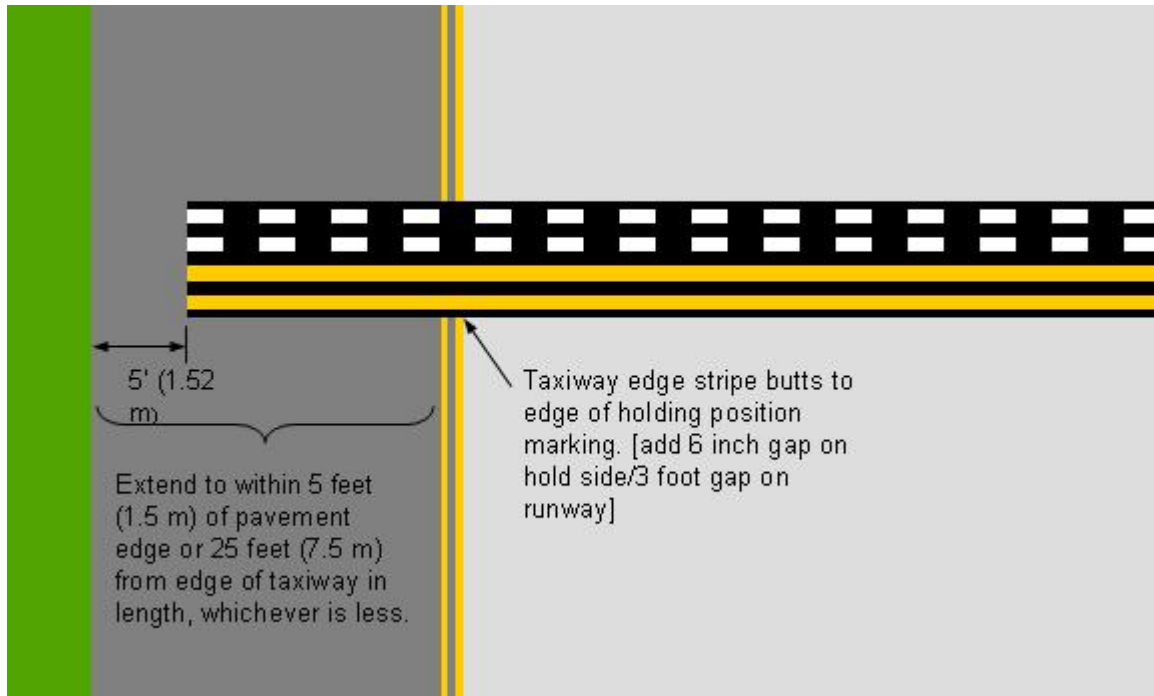 5' (1.52
m)
Taxiway edge stripe butts to
edge of holding position
marking. [add 6 inch gap on
hold side/3 foot gap on
runway]
Extend to within 5 feet
(1.5 m) of pavement
edge or 25 feet (7.5 m)
from edge of taxiway in
length, whichever is less.